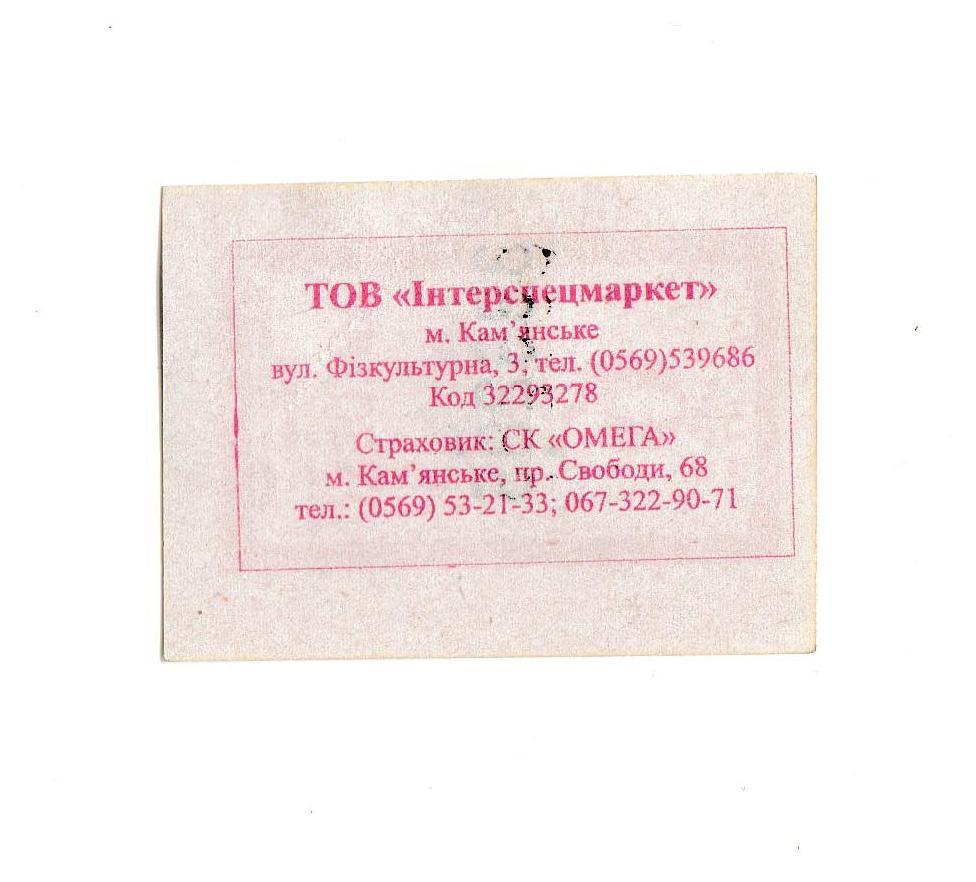 ТОВ «Інтерспецмаркет»
м. Кам’янське
вул. Фізкультурна, 3; тел. (0569)539686
Код 32293278
Страховик: СК «ОМЕГА»
м. Кам’янське, пр. Свободи, 68
тел.: (0569) 53-21-33; 067-322-90-71